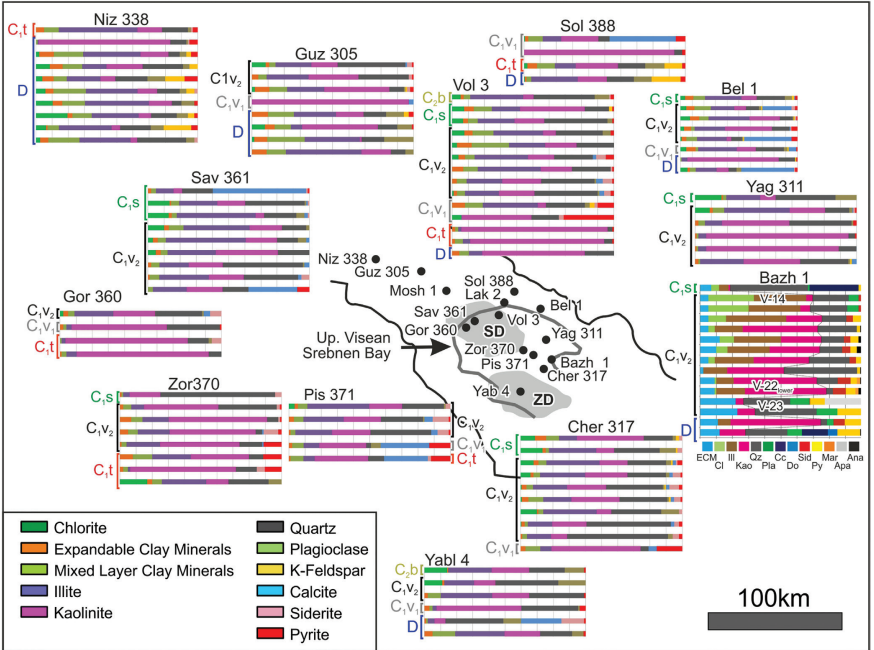 Niz 338
C₁t
D
Guz 305
C1v₂
C₁v₁
D
Sol 388
C₁v₁
C₁t
D
Vol 3
C₂b
C₁s
C₁v₂
C₁v₁
C₁t
D
Bel 1
C₁s
C₁v₂
C₁v₁
D
Sav 361
C₁s
C₁v₂
Yag 311
C₁s
C₁v₂
Gor 360
C₁v₂
C₁v₁
C₁t
Bazh 1
C₁s
V-14
C₁v₂
V-22 lower
V-23
D
ECM Ill Qz Cc Sid Mar Ana
Cl Kao Pla Do Py Apa
Niz 338
Guz 305
Mosh 1
Sol 388
Lak 2
Bel 1
Sav 361
Vol 3
Gor 360
SD
Yag 311
Up. Visean
Srebnen Bay
Zor 370
Pis 371
Bazh 1
Cher 317
Yab 4
ZD
Zor370
C₁s
C₁v₂
C₁t
Pis 371
C₁v₂
C₁v₁
C₁t
Cher 317
C₁s
C₁v₂
C₁v₁
Yabl 4
C₂b
C₁v₂
C₁v₁
D
Chlorite
Expandable Clay Minerals
Mixed Layer Clay Minerals
Illite
Kaolinite
Quartz
Plagioclase
K-Feldspar
Calcite
Siderite
Pyrite
100km